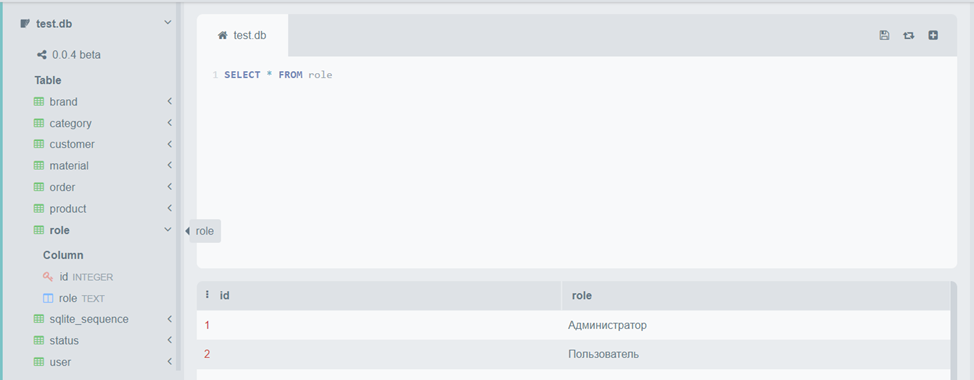 test.db
0.0.4 beta
Table
brand
category
customer
material
order
product
role
Column
id INTEGER
role TEXT
sqlite_sequence
status
user
test.db
1 SELECT * FROM role
role
id role
1 Администратор
2 Пользователь